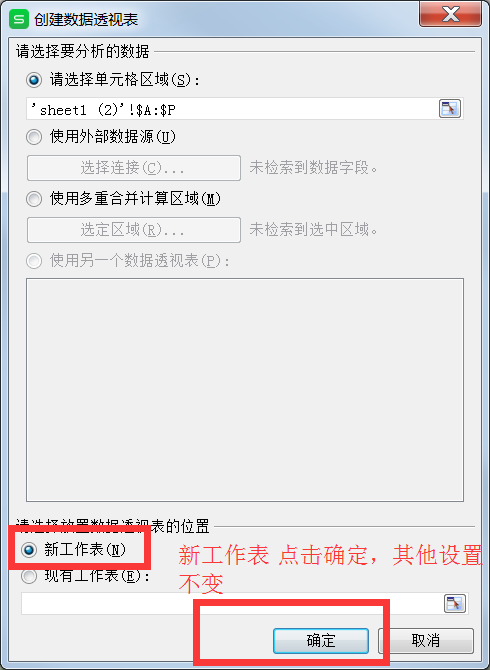 S 创建数据透视表
请选择要分析的数据
请选择单元格区域(S):
'sheet1 (2)'!$A:$P
使用外部数据源(U)
选择连接(C)... 未检索到数据字段。
使用多重合并计算区域(M)
选定区域(R)... 未检索到选中区域。
使用另一个数据透视表(P):
请选择放置数据透视表的位置
新工作表(N)
新工作表 点击确定，其他设置
不变
现有工作表(E):
确定 取消